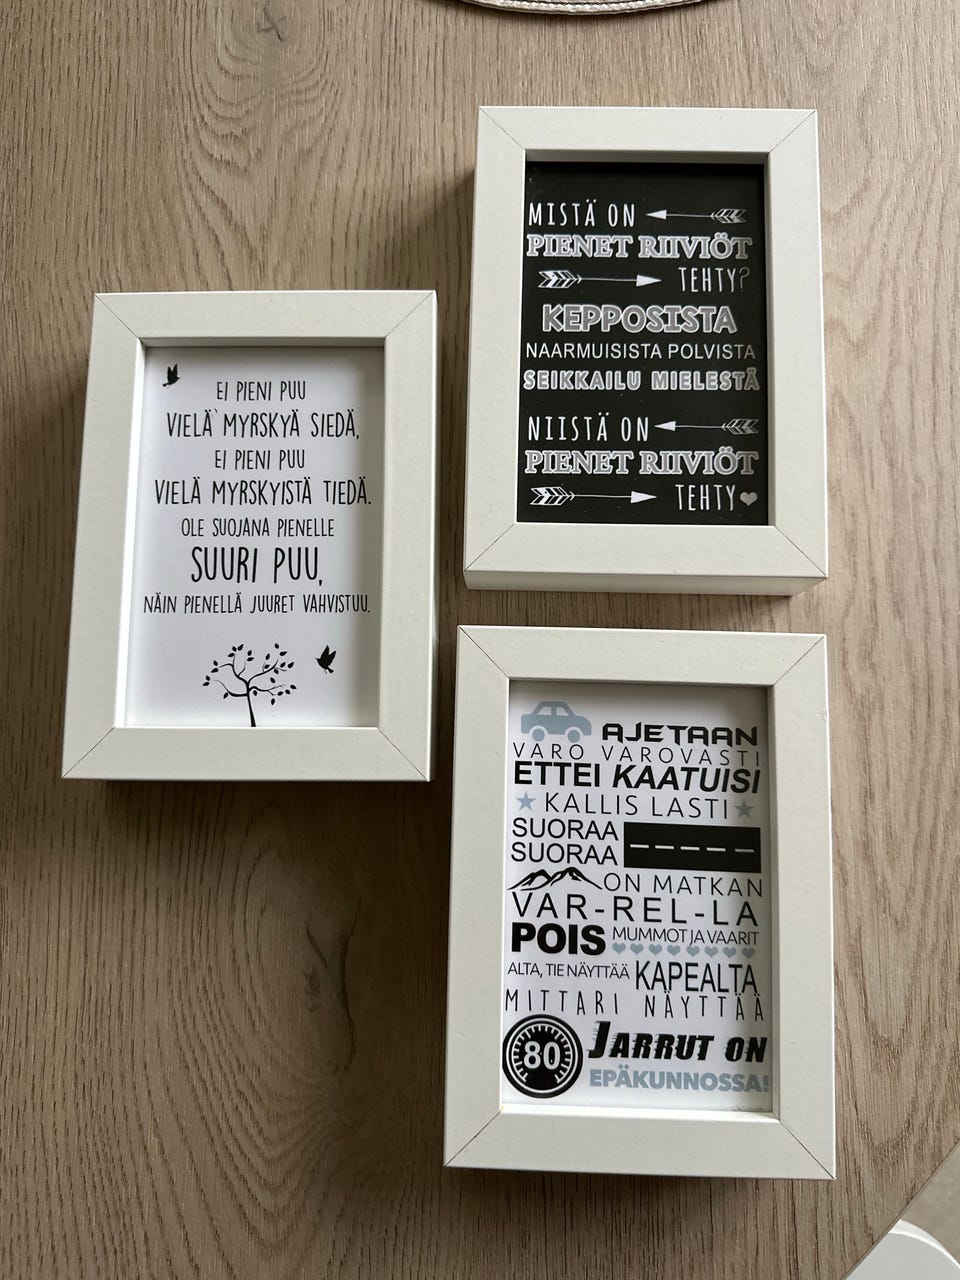 EI PIENI PUU
VIELÄ MYRSKYÄ SIEDÄ,
EI PIENI PUU
VIELÄ MYRSKYISTÄ TIEDÄ.
OLE SUOJANA PIENELLE
SUURI PUU,
NÄIN PIENELLÄ JUURET VAHVISTUU.
MISTÄ ON
PIENET RIIVIÖT
TEHTY?
KEPPOSISTA
NAARMUISISTA POLVISTA
SEIKKAILU MIELESTÄ
NIISTÄ ON
PIENET RIIVIÖT
TEHTY
AJETAAN
VARO VAROVASTI
ETTEI KAATUISI
KALLIS LASTI
SUORAA
SUORAA
ON MATKAN
VAR-REL-LA
POIS MUMMOT JA VAARIT
ALTA, TIE NÄYTTÄÄ KAPEALTA
MITTARI NÄYTTÄÄ
80 JARRUT ON
EPÄKUNNOSSA!